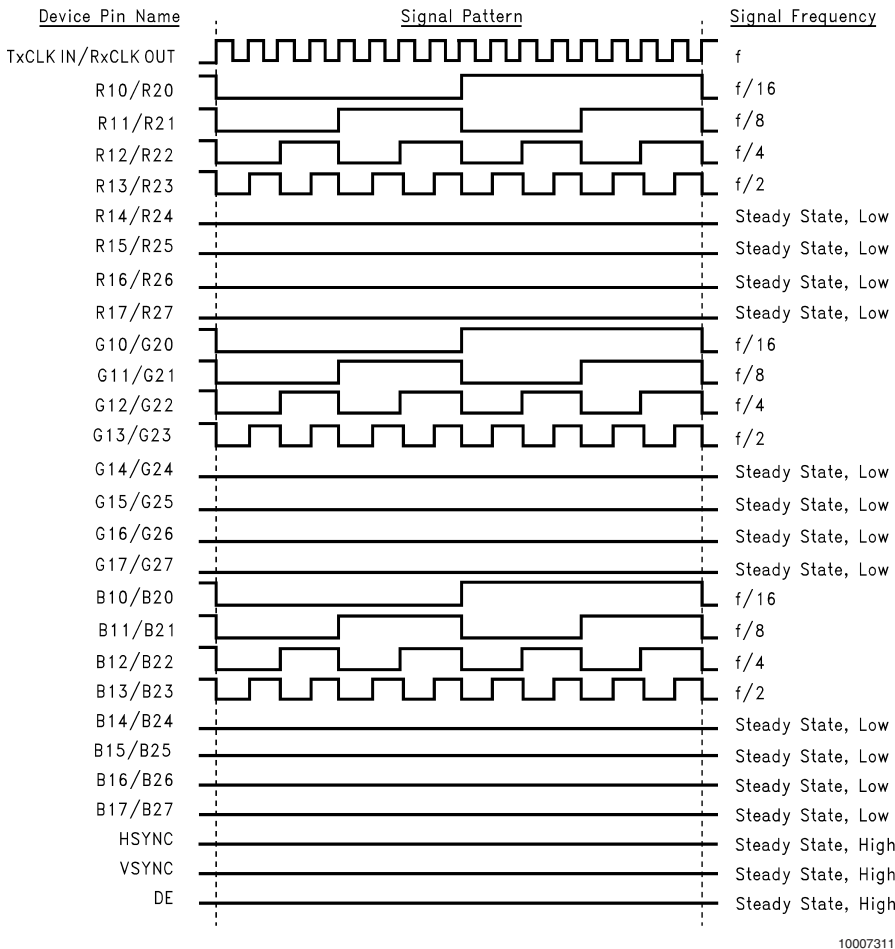 Device Pin Name Signal Pattern Signal Frequency
TxCLK IN/RxCLK OUT f
R10/R20 f/16
R11/R21 f/8
R12/R22 f/4
R13/R23 f/2
R14/R24 Steady State, Low
R15/R25 Steady State, Low
R16/R26 Steady State, Low
R17/R27 Steady State, Low
G10/G20 f/16
G11/G21 f/8
G12/G22 f/4
G13/G23 f/2
G14/G24 Steady State, Low
G15/G25 Steady State, Low
G16/G26 Steady State, Low
G17/G27 Steady State, Low
B10/B20 f/16
B11/B21 f/8
B12/B22 f/4
B13/B23 f/2
B14/B24 Steady State, Low
B15/B25 Steady State, Low
B16/B26 Steady State, Low
B17/B27 Steady State, Low
HSYNC Steady State, High
VSYNC Steady State, High
DE Steady State, High
10007311